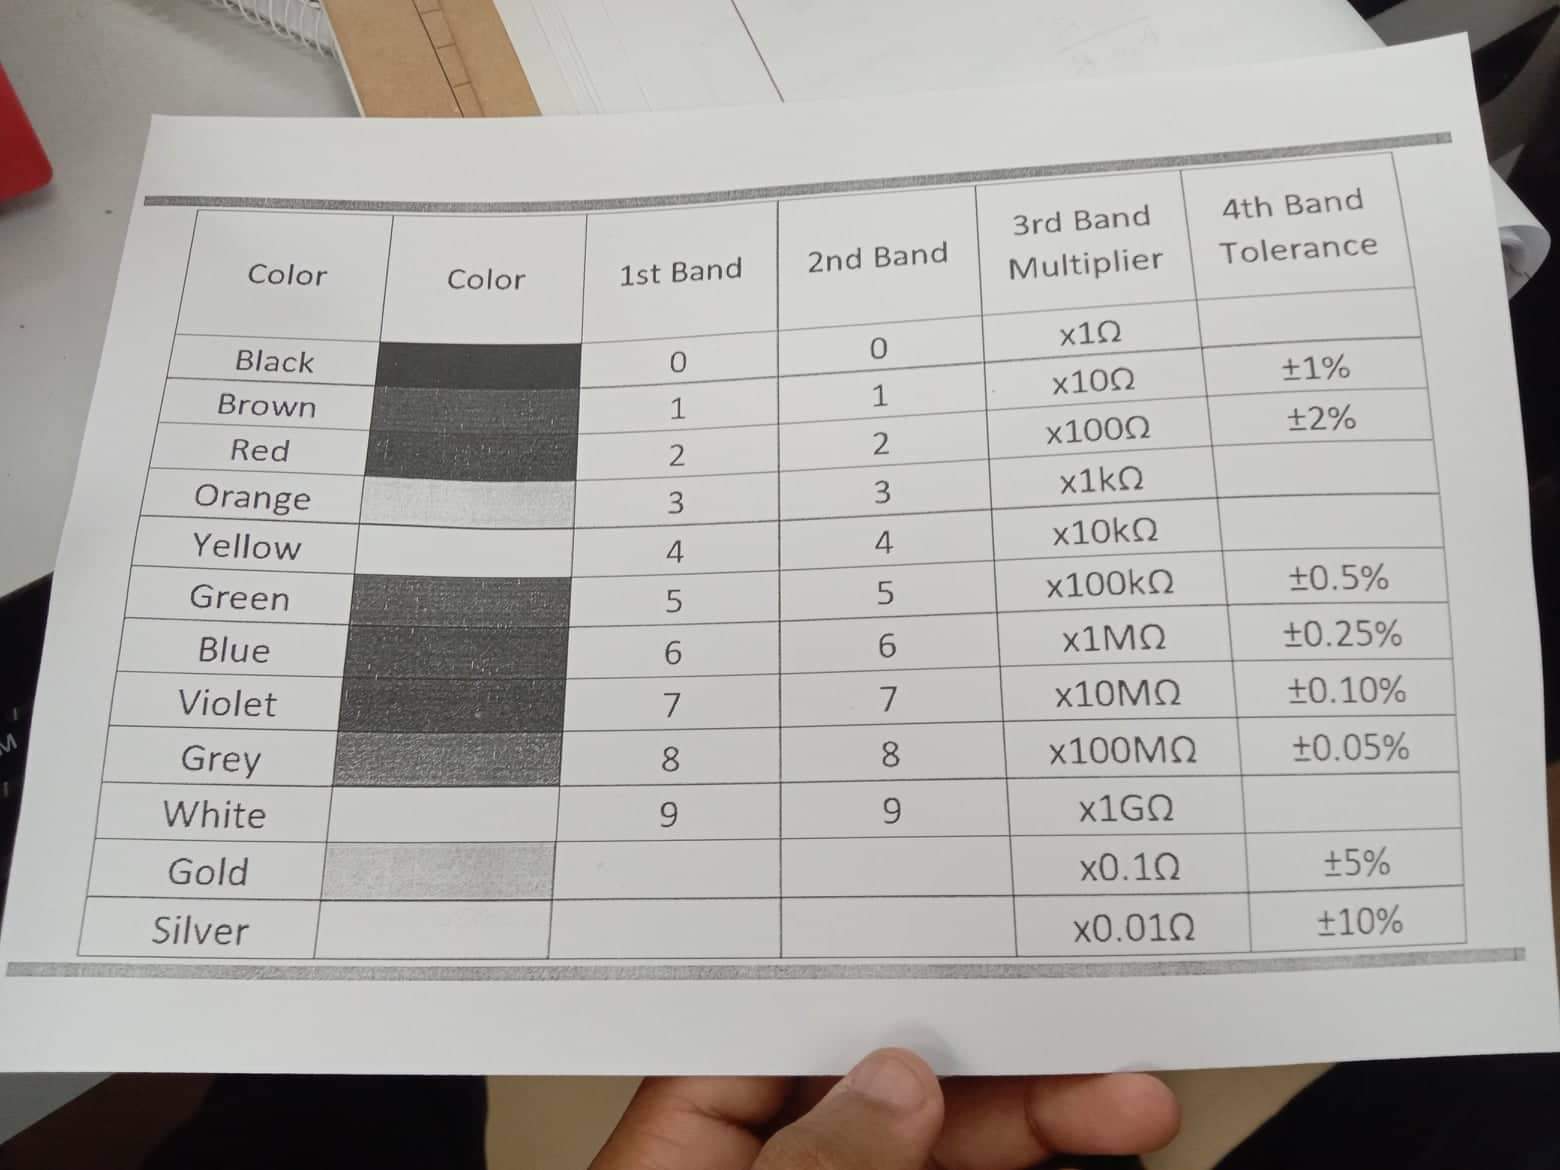 Color Color 1st Band 2nd Band 3rd Band Multiplier 4th Band Tolerance
Black 0 0 x1Ω
Brown 1 1 x10Ω ±1%
Red 2 2 x100Ω ±2%
Orange 3 3 x1kΩ
Yellow 4 4 x10kΩ
Green 5 5 x100kΩ ±0.5%
Blue 6 6 x1MΩ ±0.25%
Violet 7 7 x10MΩ ±0.10%
Grey 8 8 x100MΩ ±0.05%
White 9 9 x1GΩ
Gold x0.1Ω ±5%
Silver x0.01Ω ±10%
M